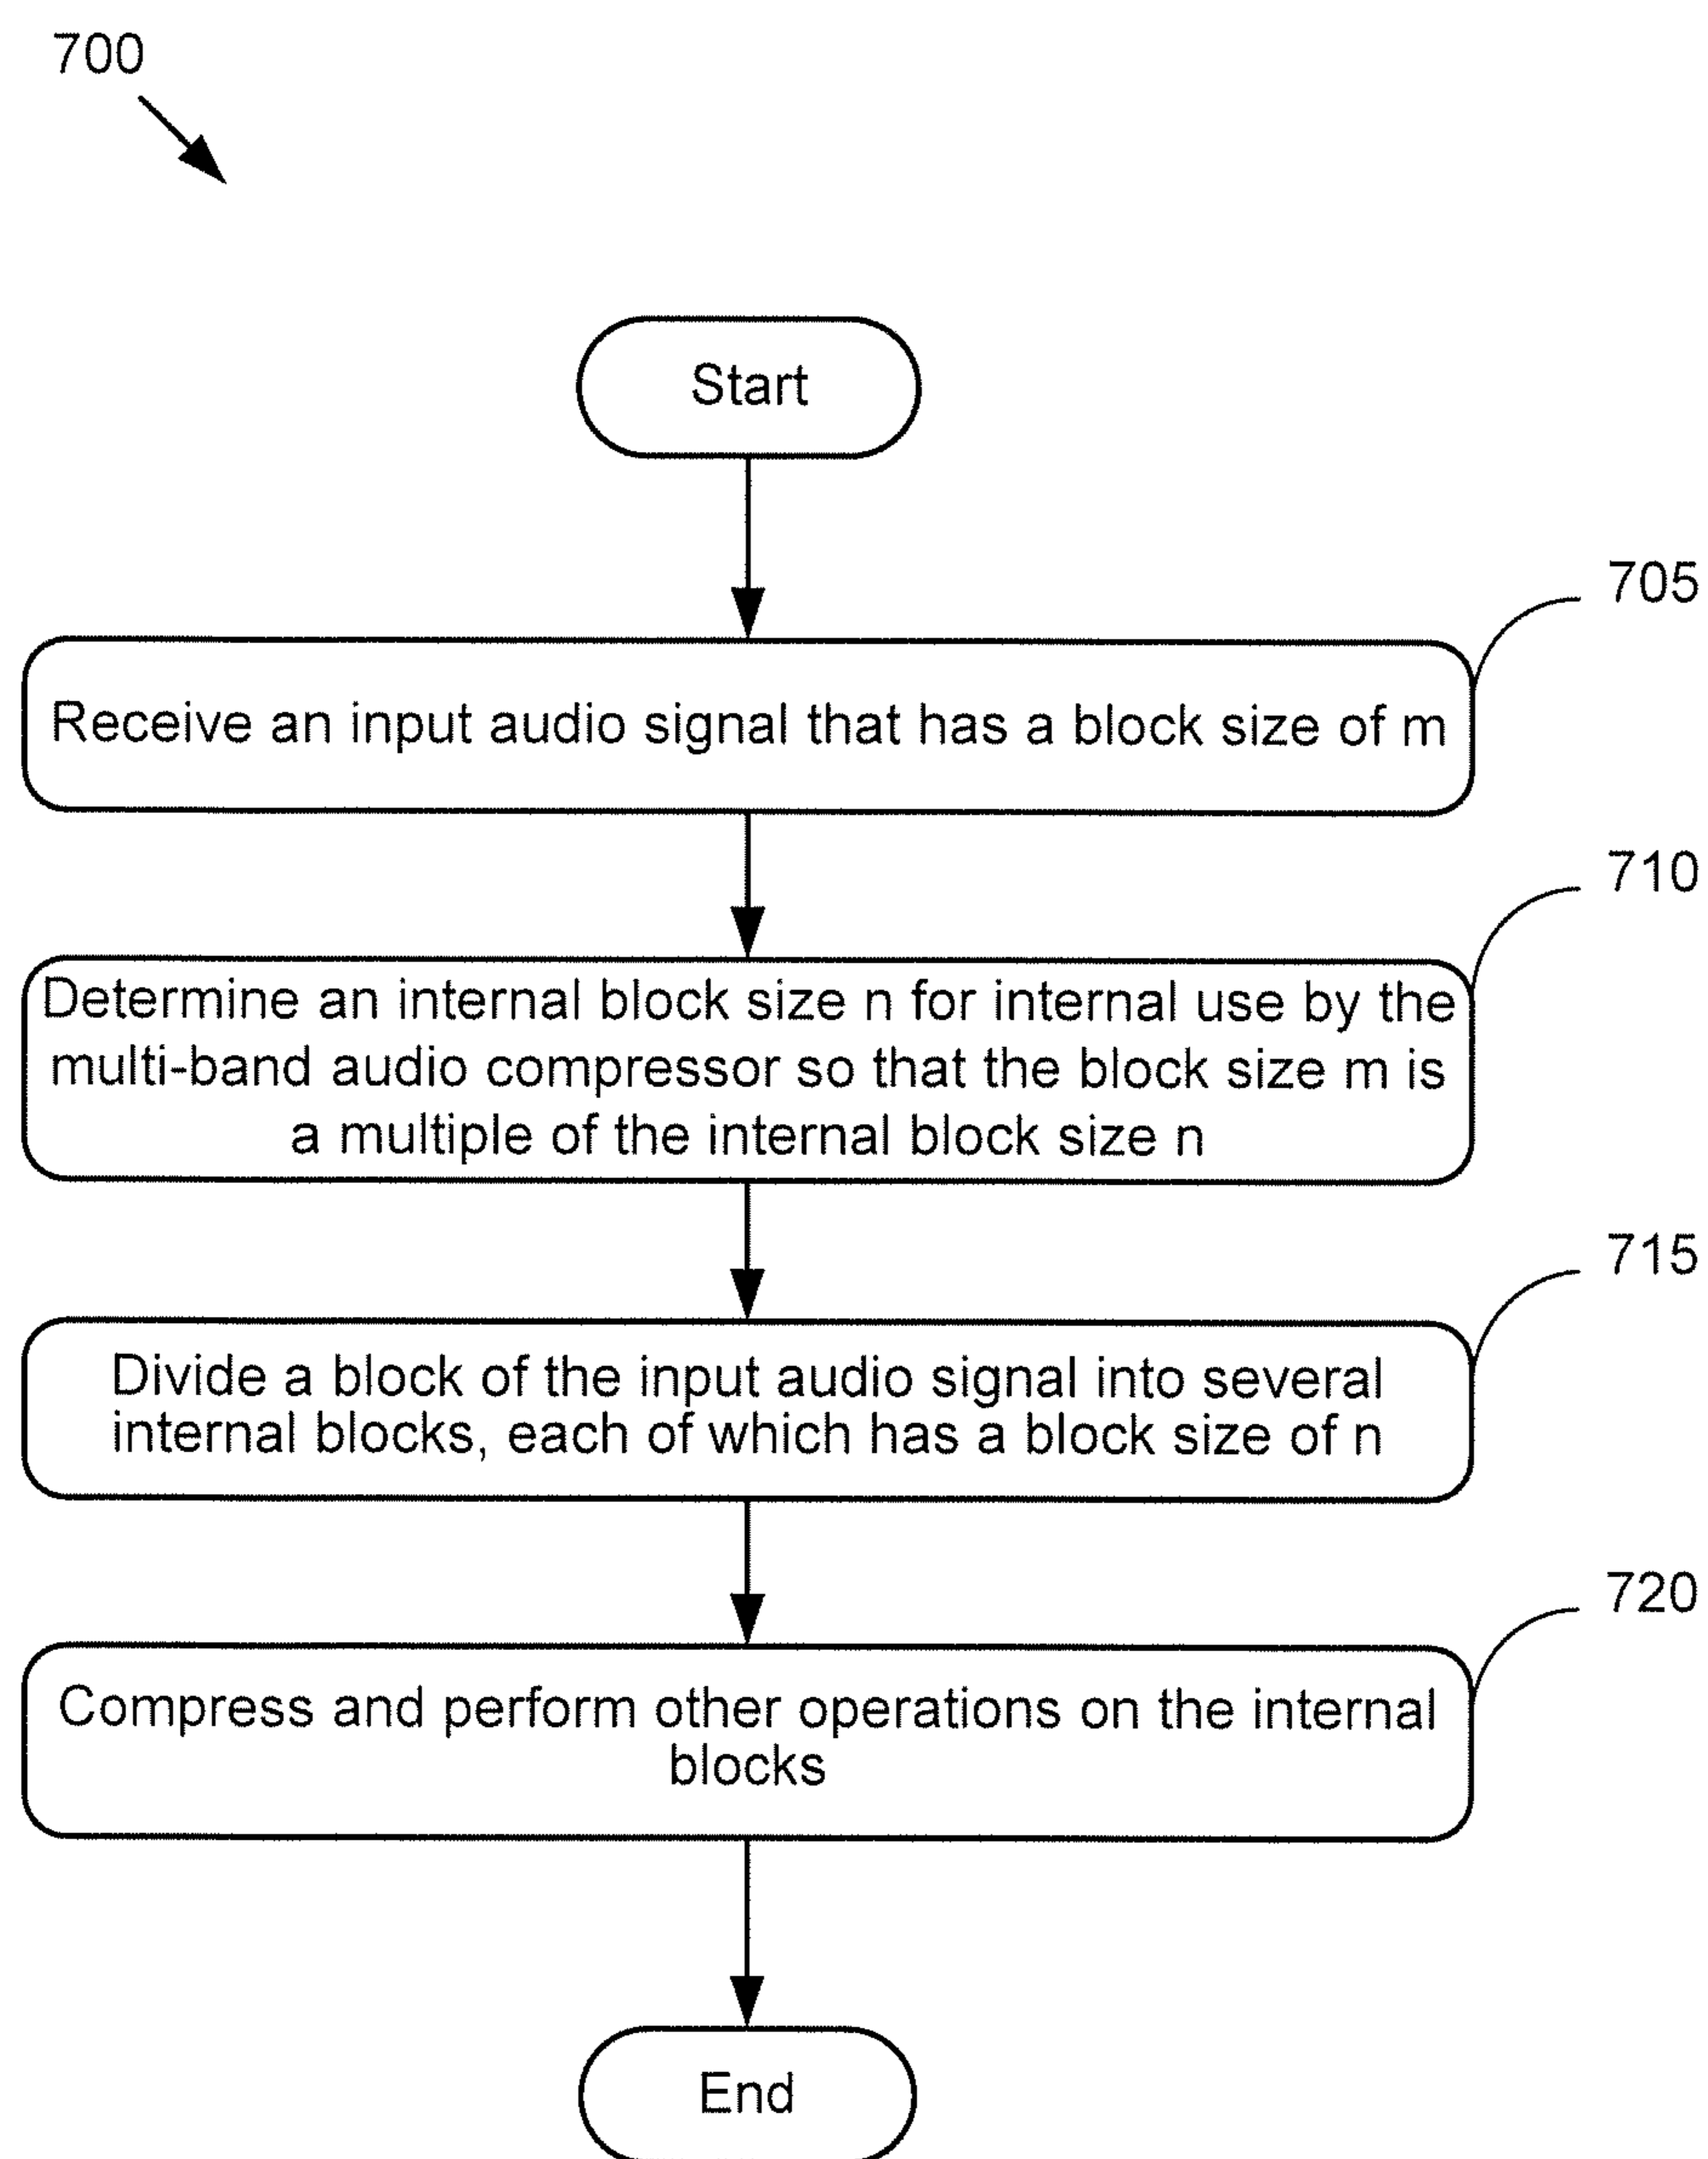 700
Start
705
Receive an input audio signal that has a block size of m
710
Determine an internal block size n for internal use by the
multi-band audio compressor so that the block size m is
a multiple of the internal block size n
715
Divide a block of the input audio signal into several
internal blocks, each of which has a block size of n
720
Compress and perform other operations on the internal
blocks
End